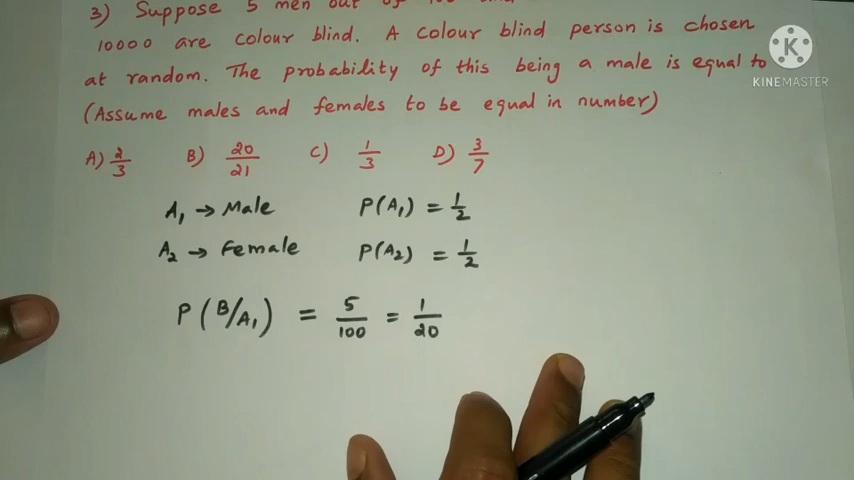 3) Suppose 5 men out of 100 and
10000 are colour blind. A colour blind person is chosen
at random. The probability of this being a male is equal to
(Assume males and females to be equal in number)
A) 2/3 B) 20/21 C) 1/3 D) 3/7
A₁ → Male P(A₁) = 1/2
A₂ → Female P(A₂) = 1/2
P(B/A₁) = 5/100 = 1/20
K
KINEMASTER